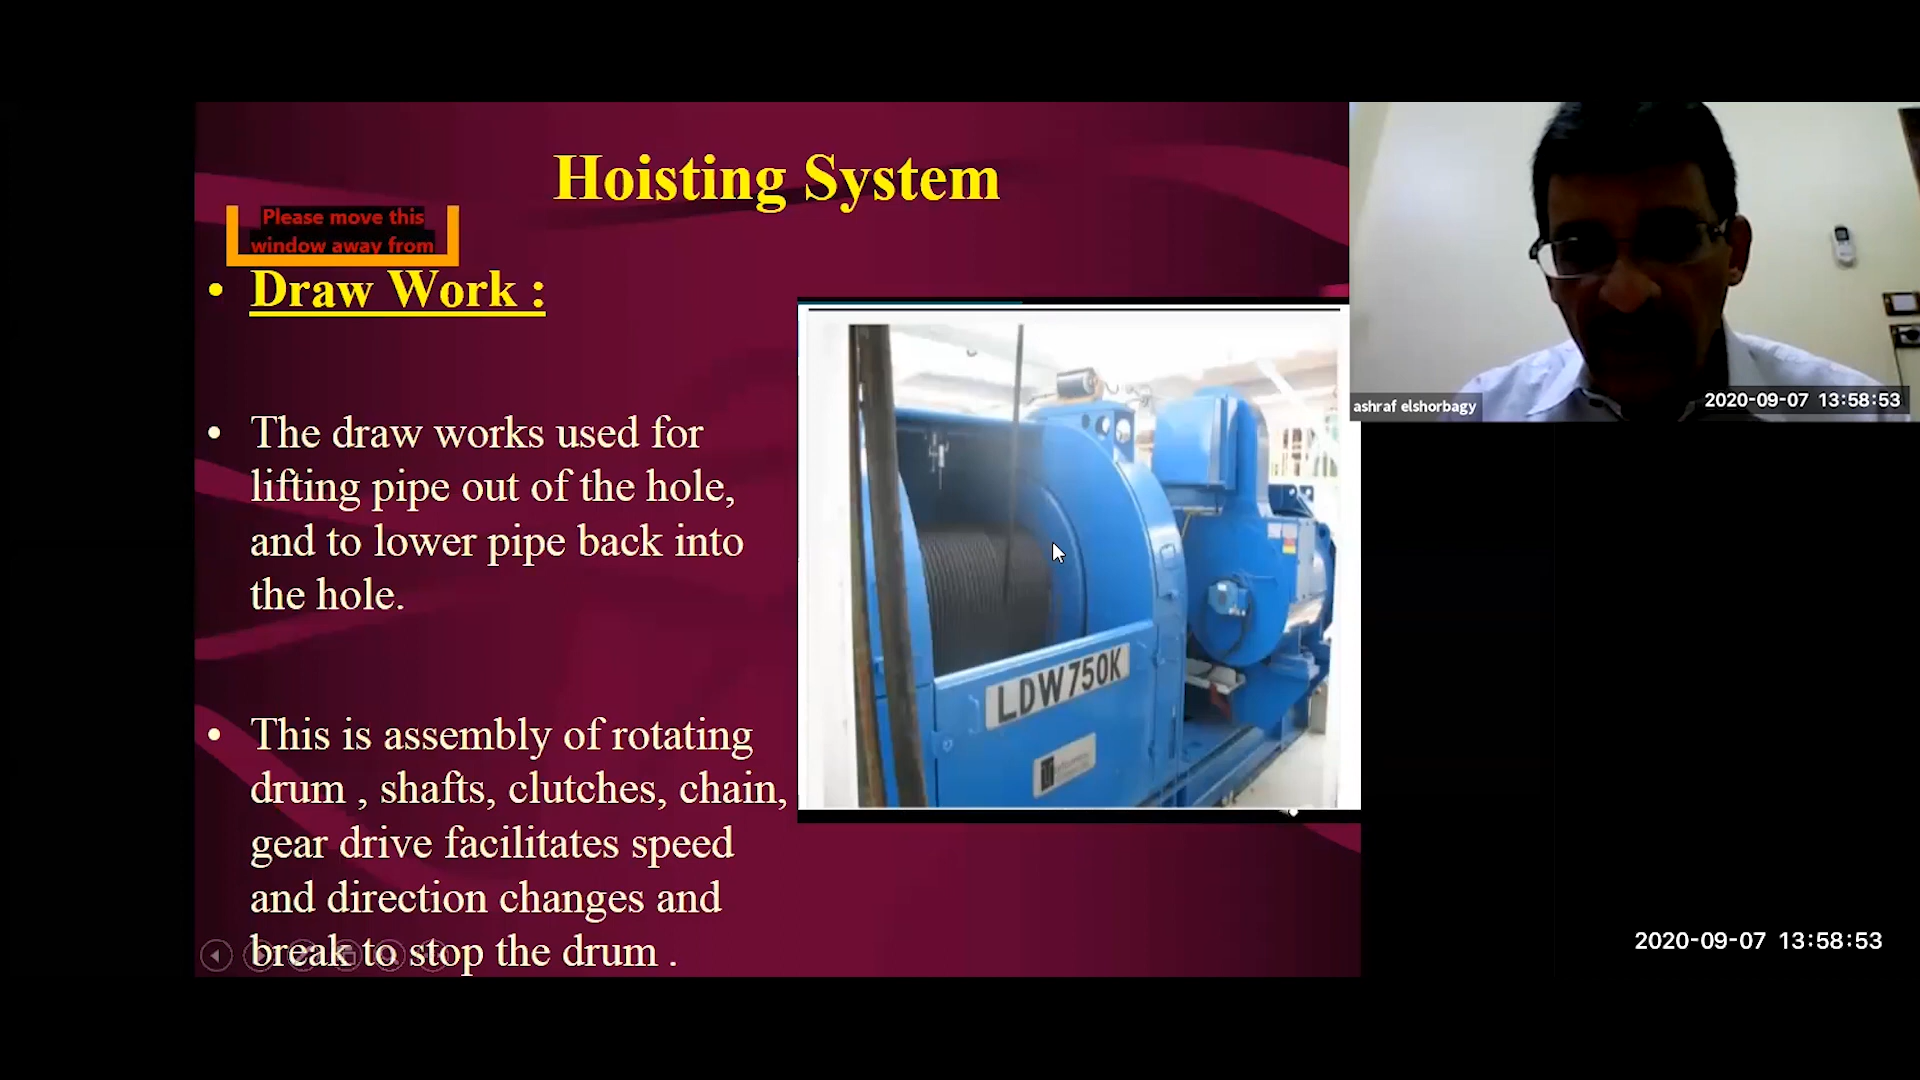 Hoisting System
Please move this
window away from
• Draw Work :
• The draw works used for
lifting pipe out of the hole,
and to lower pipe back into
the hole.
• This is assembly of rotating
drum , shafts, clutches, chain,
gear drive facilitates speed
and direction changes and
break to stop the drum .
LDW750K
ashraf elshorbagy
2020-09-07 13:58:53
2020-09-07 13:58:53